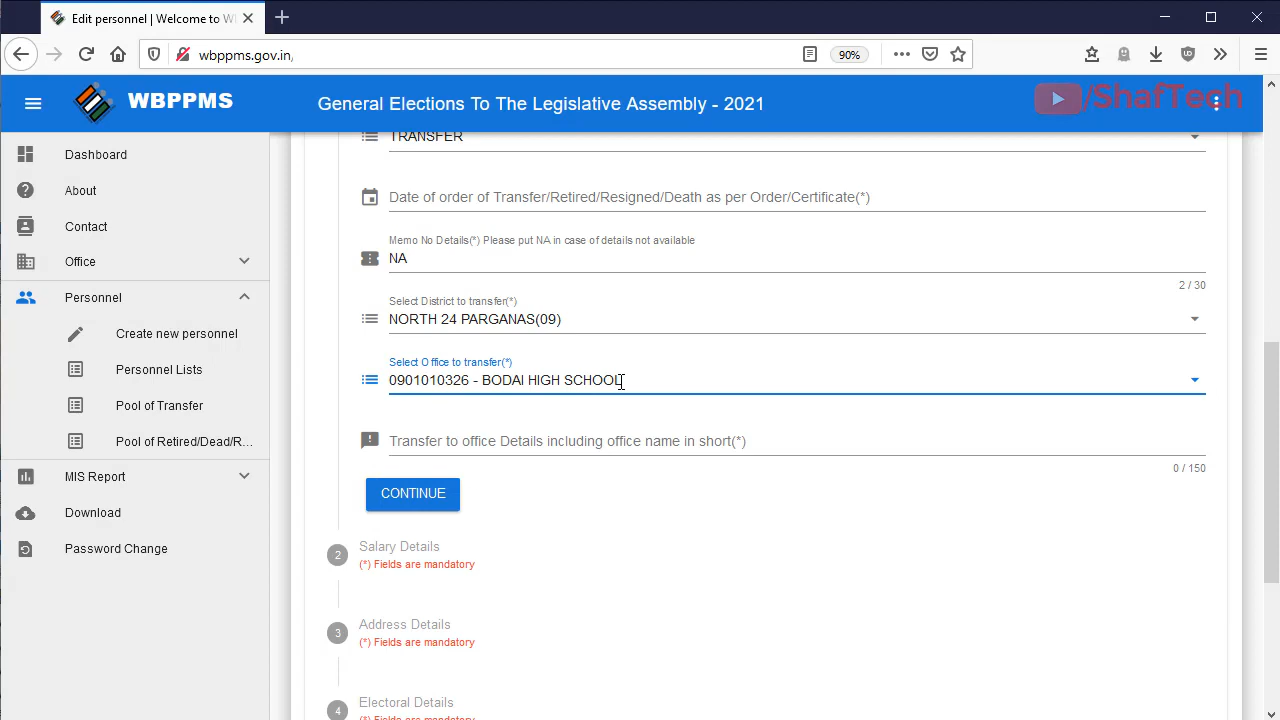 Edit personnel | Welcome to W
wbppms.gov.in
90%
WBPPMS
General Elections To The Legislative Assembly - 2021
/ShafTech
Dashboard
About
Contact
Office
Personnel
Create new personnel
Personnel Lists
Pool of Transfer
Pool of Retired/Dead/R...
MIS Report
Download
Password Change
TRANSFER
Date of order of Transfer/Retired/Resigned/Death as per Order/Certificate(*)
Memo No Details(*) Please put NA in case of details not available
NA
2 / 30
Select District to transfer(*)
NORTH 24 PARGANAS(09)
Select Office to transfer(*)
0901010326 - BODAI HIGH SCHOOL
Transfer to office Details including office name in short(*)
0 / 150
CONTINUE
2
Salary Details
(*) Fields are mandatory
3
Address Details
(*) Fields are mandatory
4
Electoral Details
(*) Fields are mandatory